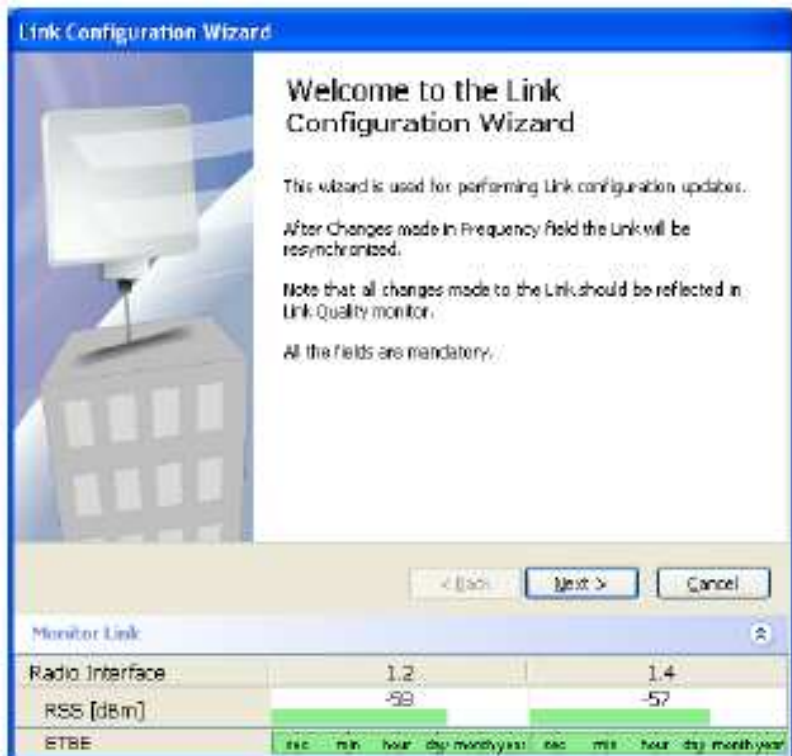 Link Configuration Wizard
Welcome to the Link
Configuration Wizard
This wizard is used for performing Link configuration updates.
After Changes made in Frequency field the Link will be
resynchronized.
Note that all changes made to the Link should be reflected in
Link Quality monitor.
All the fields are mandatory.
< Back Next > Cancel
Monitor Link
Radio Interface 1.2 1.4
RSS [dBm] -57
ETBE sec min hour day month year sec min hour day month year